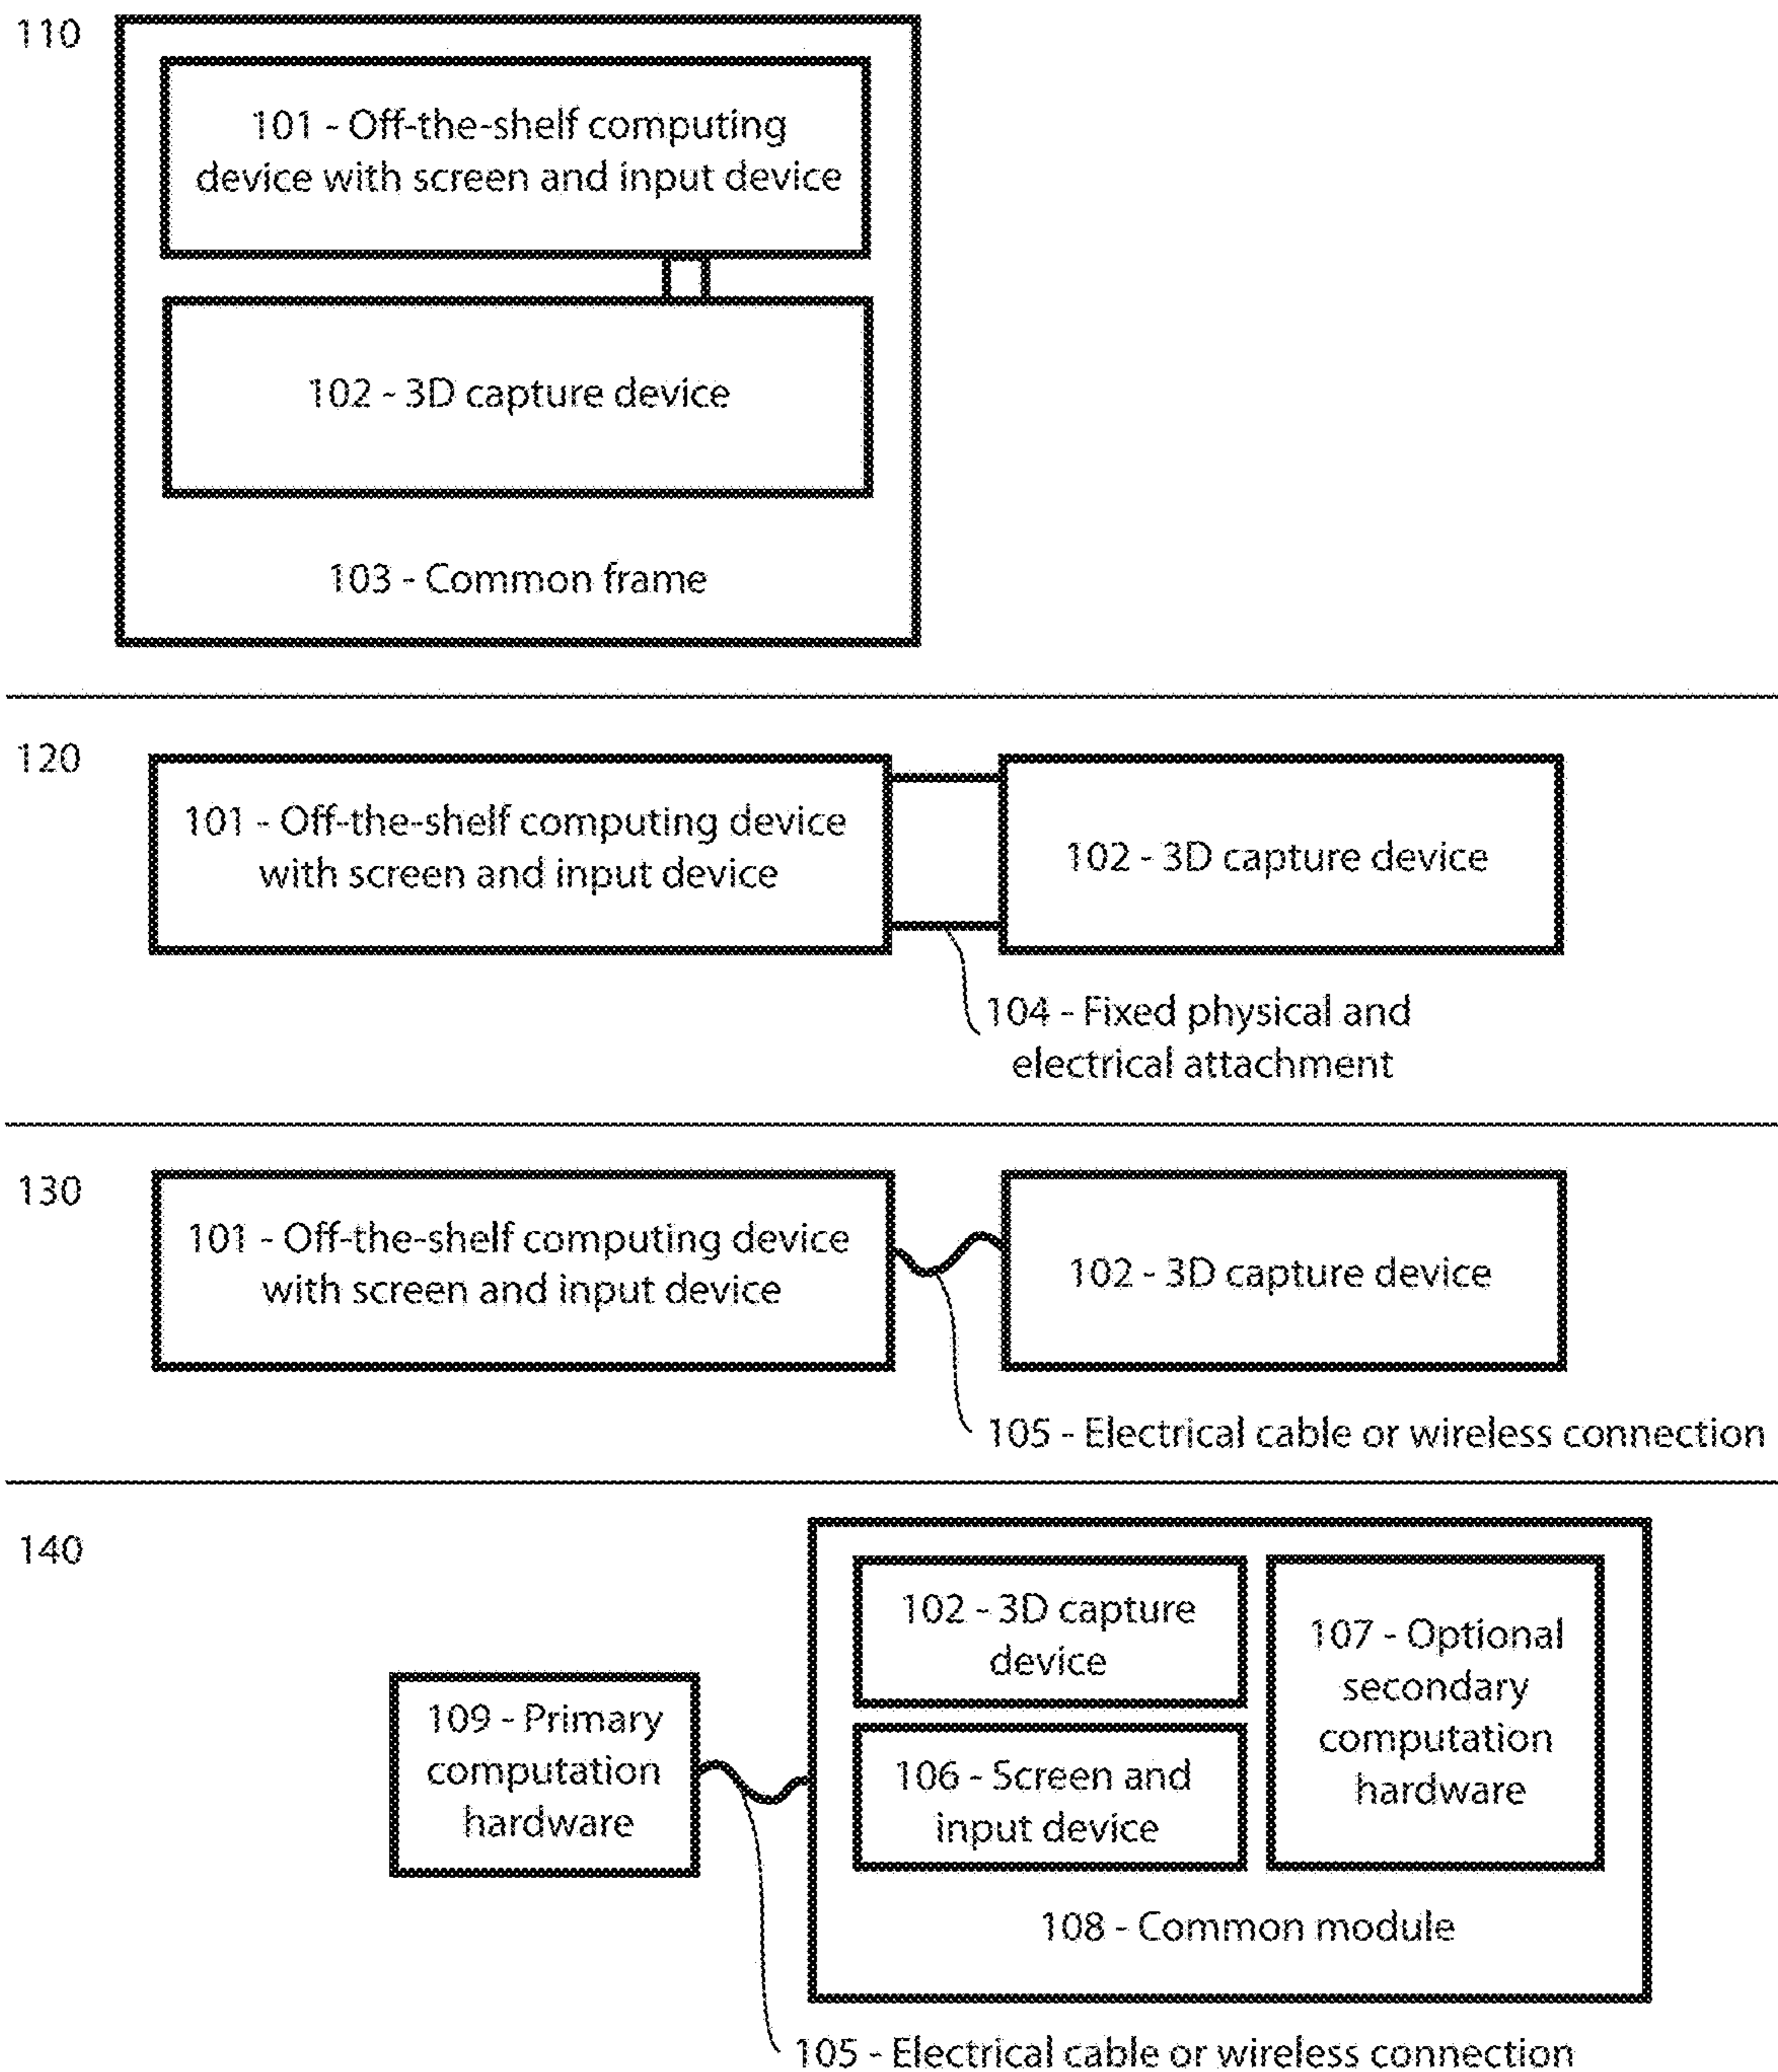 110
101 - Off-the-shelf computing
device with screen and input device
102 - 3D capture device
103 - Common frame
120
101 - Off-the-shelf computing device
with screen and input device
102 - 3D capture device
104 - Fixed physical and
electrical attachment
130
101 - Off-the-shelf computing device
with screen and input device
102 - 3D capture device
105 - Electrical cable or wireless connection
140
109 - Primary
computation
hardware
102 - 3D capture
device
106 - Screen and
input device
107 - Optional
secondary
computation
hardware
108 - Common module
105 - Electrical cable or wireless connection